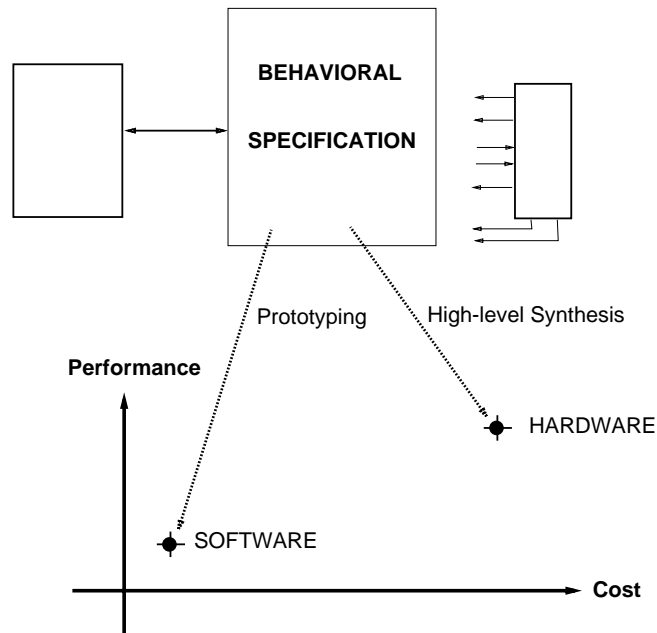 BEHAVIORAL
SPECIFICATION
Prototyping
High-level Synthesis
Performance
HARDWARE
SOFTWARE
Cost